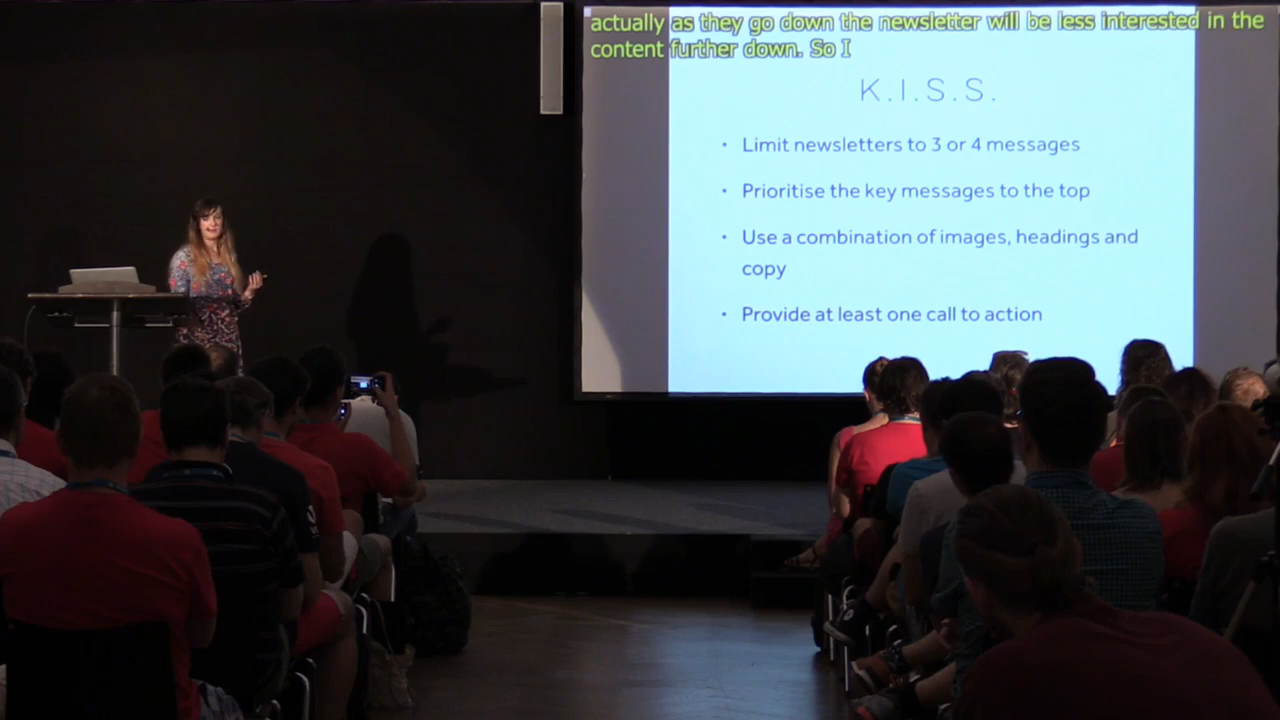 actually as they go down the newsletter will be less interested in the
content further down. So I
K.I.S.S.
• Limit newsletters to 3 or 4 messages
• Prioritise the key messages to the top
• Use a combination of images, headings and
copy
• Provide at least one call to action